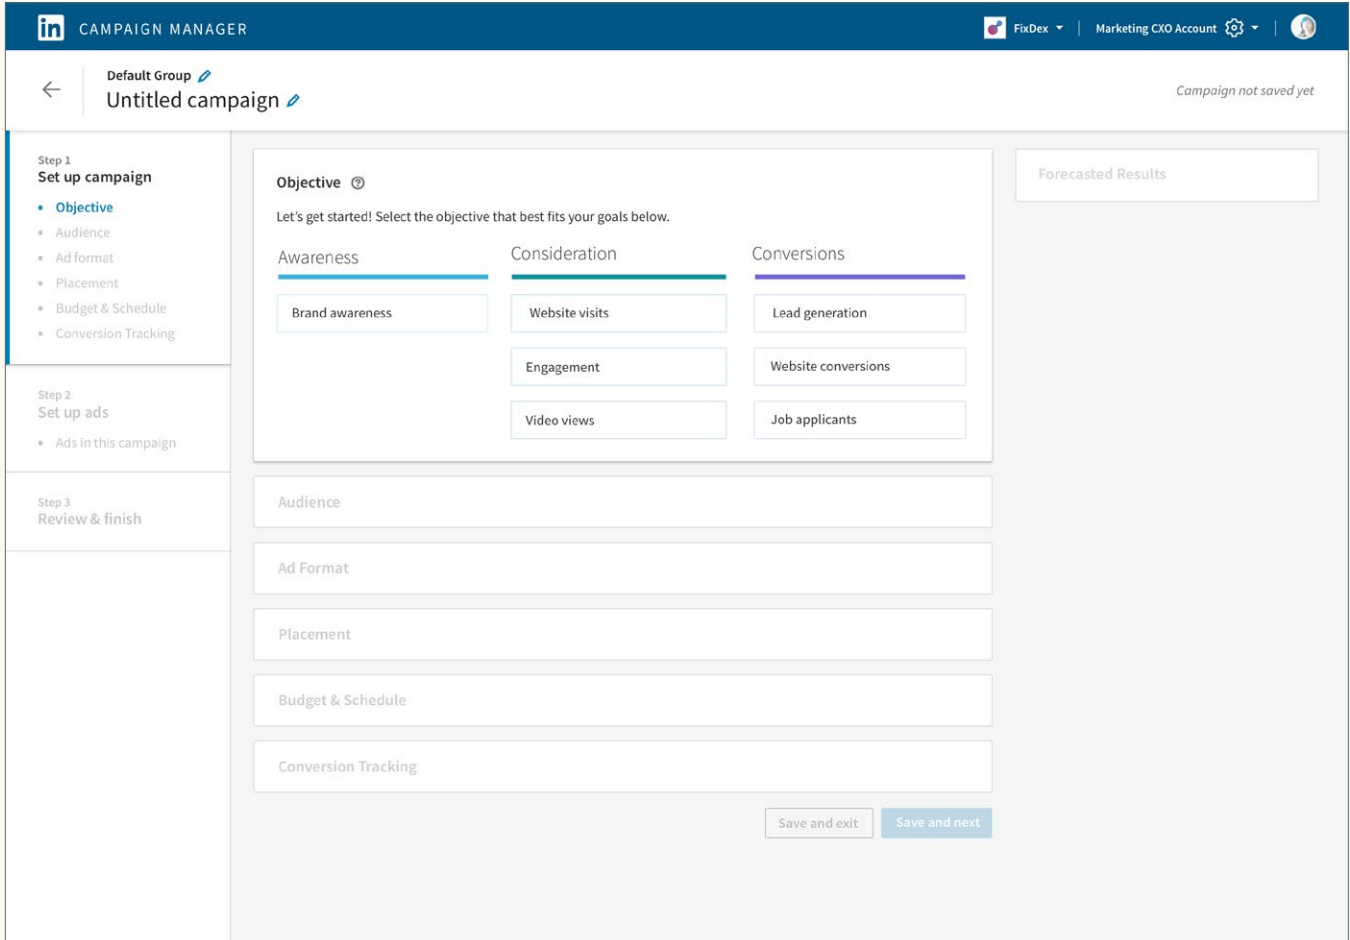 in CAMPAIGN MANAGER
FixDex
Marketing CXO Account
Default Group
Untitled campaign
Campaign not saved yet
Step 1
Set up campaign
Objective
Audience
Ad format
Placement
Budget & Schedule
Conversion Tracking
Step 2
Set up ads
Ads in this campaign
Step 3
Review & finish
Objective ?
Let's get started! Select the objective that best fits your goals below.
Awareness
Brand awareness
Consideration
Website visits
Engagement
Video views
Conversions
Lead generation
Website conversions
Job applicants
Audience
Ad Format
Placement
Budget & Schedule
Conversion Tracking
Save and exit
Save and next
Forecasted Results